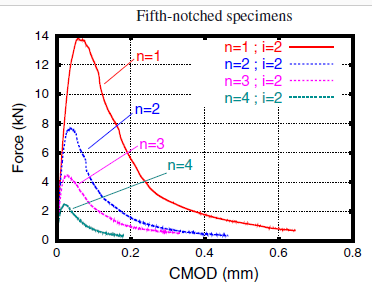 Fifth-notched specimens
14
12
10
8
6
4
2
0
Force (kN)
n=1 ; i=2
n=2 ; i=2
n=3 ; i=2
n=4 ; i=2
n=1
n=2
n=3
n=4
0 0.2 0.4 0.6 0.8
CMOD (mm)